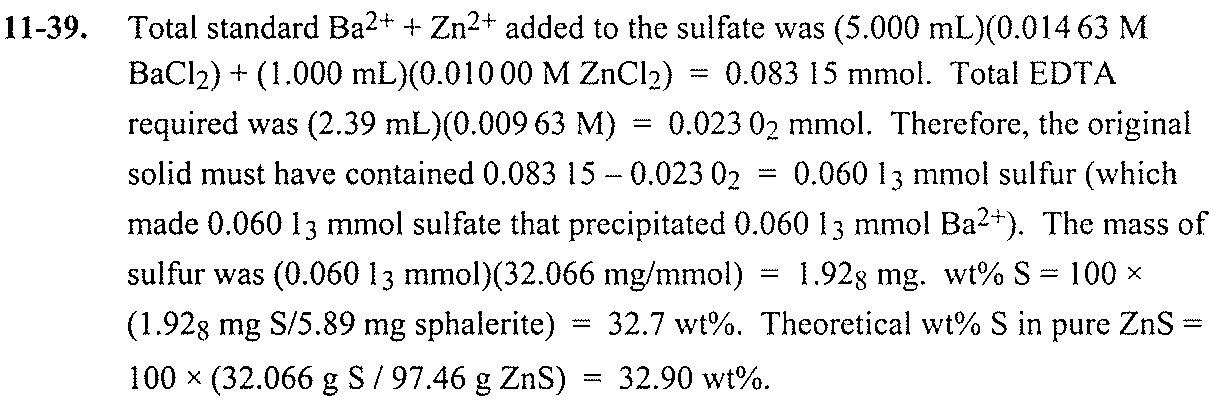 11-39. Total standard Ba²⁺ + Zn²⁺ added to the sulfate was (5.000 mL)(0.014 63 M
BaCl₂) + (1.000 mL)(0.010 00 M ZnCl₂) = 0.083 15 mmol. Total EDTA
required was (2.39 mL)(0.009 63 M) = 0.023 0₂ mmol. Therefore, the original
solid must have contained 0.083 15 – 0.023 0₂ = 0.060 1₃ mmol sulfur (which
made 0.060 1₃ mmol sulfate that precipitated 0.060 1₃ mmol Ba²⁺). The mass of
sulfur was (0.060 1₃ mmol)(32.066 mg/mmol) = 1.92₈ mg. wt% S = 100 ×
(1.92₈ mg S/5.89 mg sphalerite) = 32.7 wt%. Theoretical wt% S in pure ZnS =
100 × (32.066 g S / 97.46 g ZnS) = 32.90 wt%.